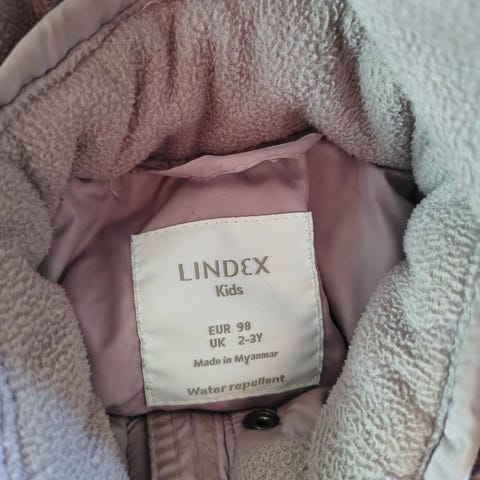 LINDEX
Kids
EUR 98
UK 2-3Y
Made in Myanmar
Water repellent